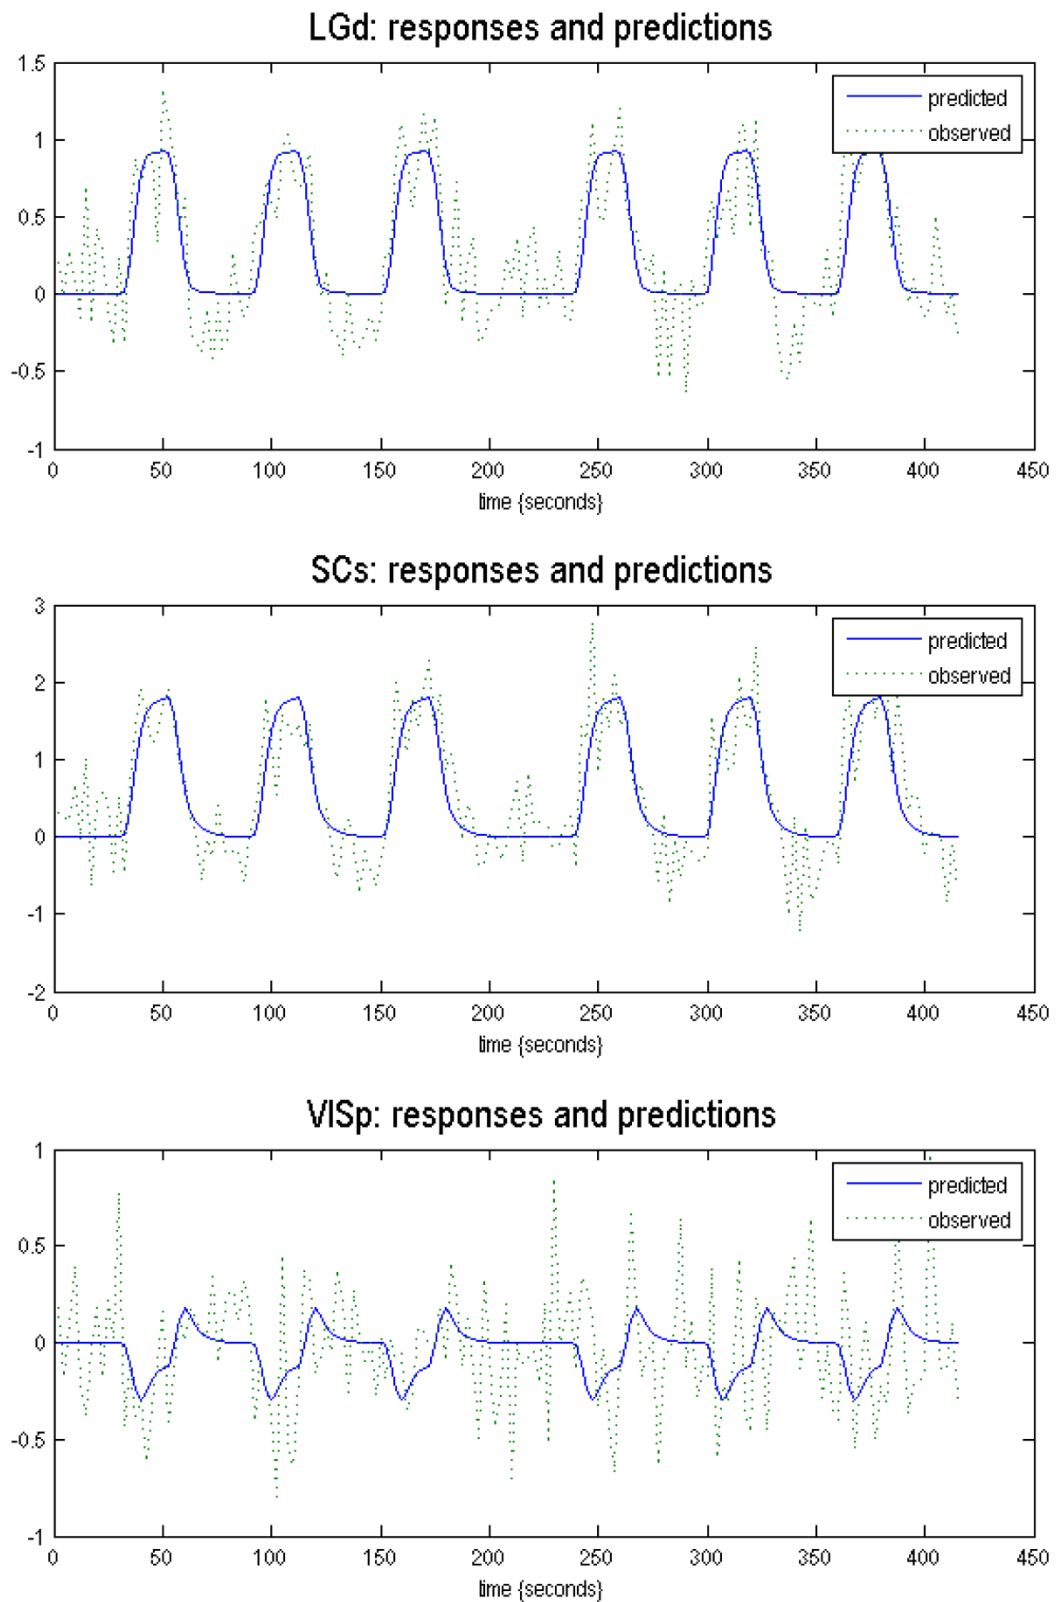 LGd: responses and predictions
1.5
predicted
observed
1
0.5
0
-0.5
-1
0 50 100 150 200 250 300 350 400 450
time {seconds}
SCs: responses and predictions
3
predicted
observed
2
1
0
-1
-2
0 50 100 150 200 250 300 350 400 450
time {seconds}
VISp: responses and predictions
1
predicted
observed
0.5
0
-0.5
-1
0 50 100 150 200 250 300 350 400 450
time {seconds}